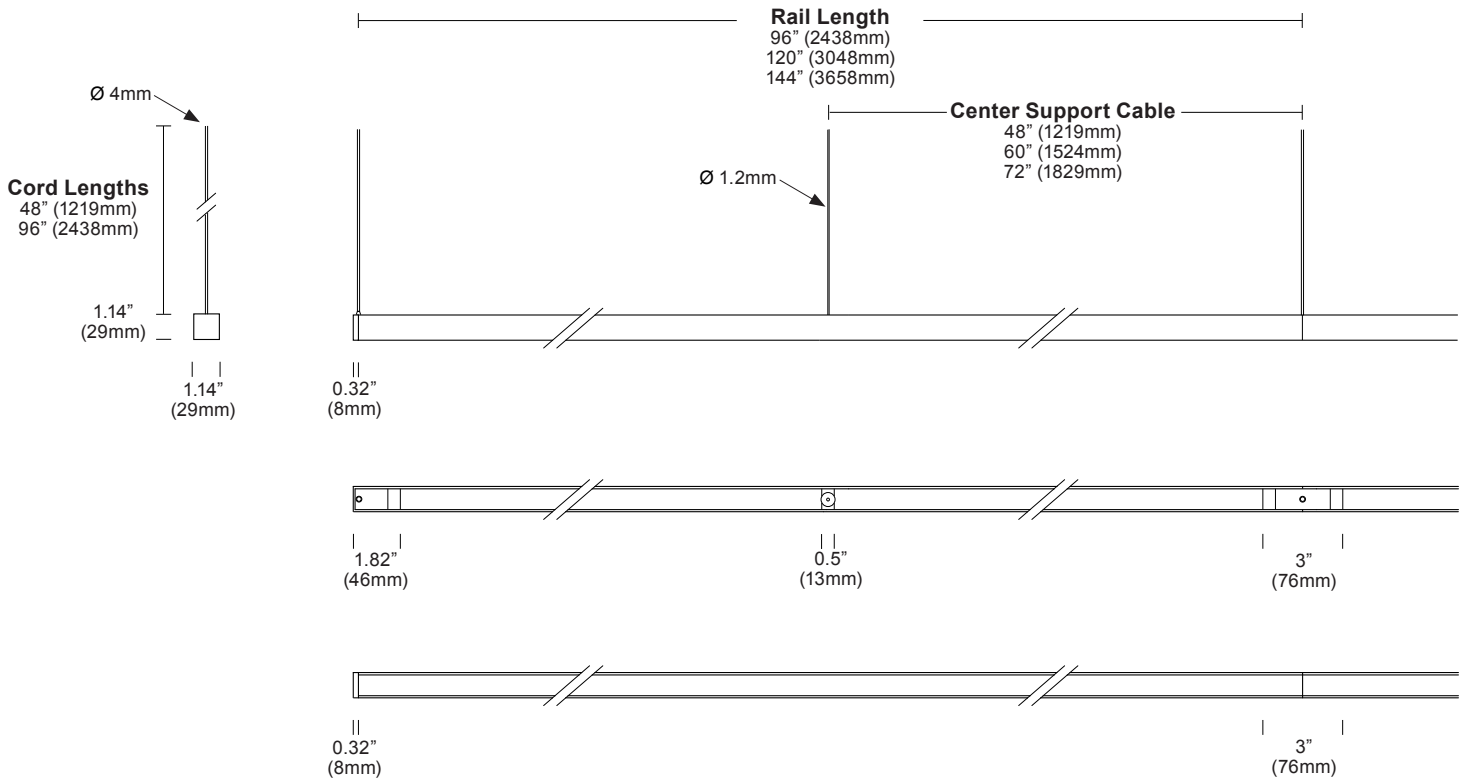 Rail Length
96” (2438mm)
120” (3048mm)
144” (3658mm)
Ø 4mm
Center Support Cable
48” (1219mm)
60” (1524mm)
72” (1829mm)
Ø 1.2mm
Cord Lengths
48” (1219mm)
96” (2438mm)
1.14”
(29mm)
1.14”
(29mm)
0.32”
(8mm)
1.82”
(46mm)
0.5”
(13mm)
3”
(76mm)
0.32”
(8mm)
3”
(76mm)